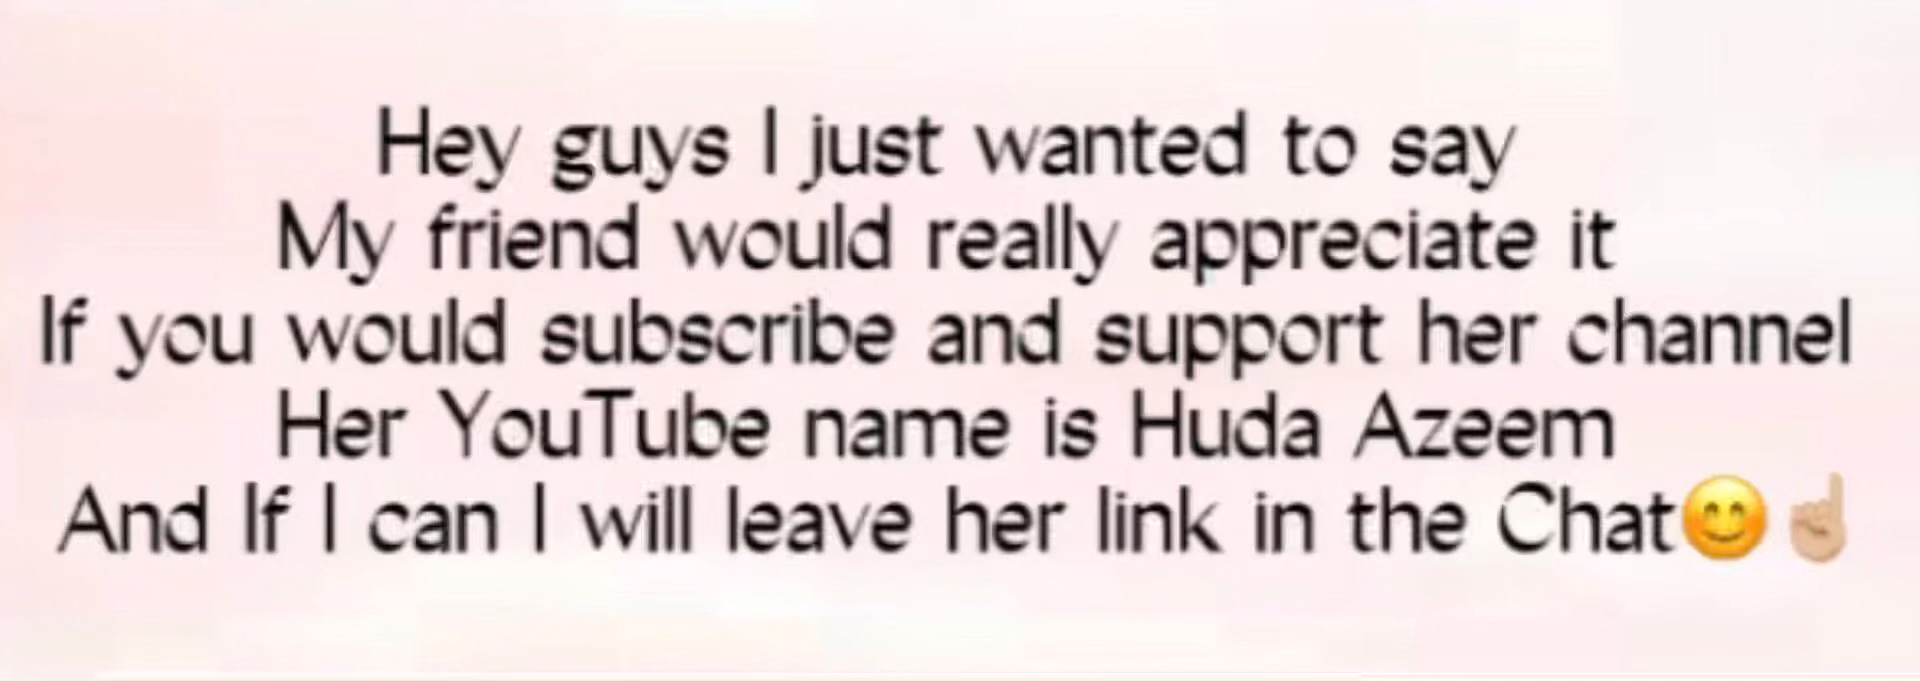 Hey guys I just wanted to say
My friend would really appreciate it
If you would subscribe and support her channel
Her YouTube name is Huda Azeem
And If I can I will leave her link in the Chat😊☝🏼